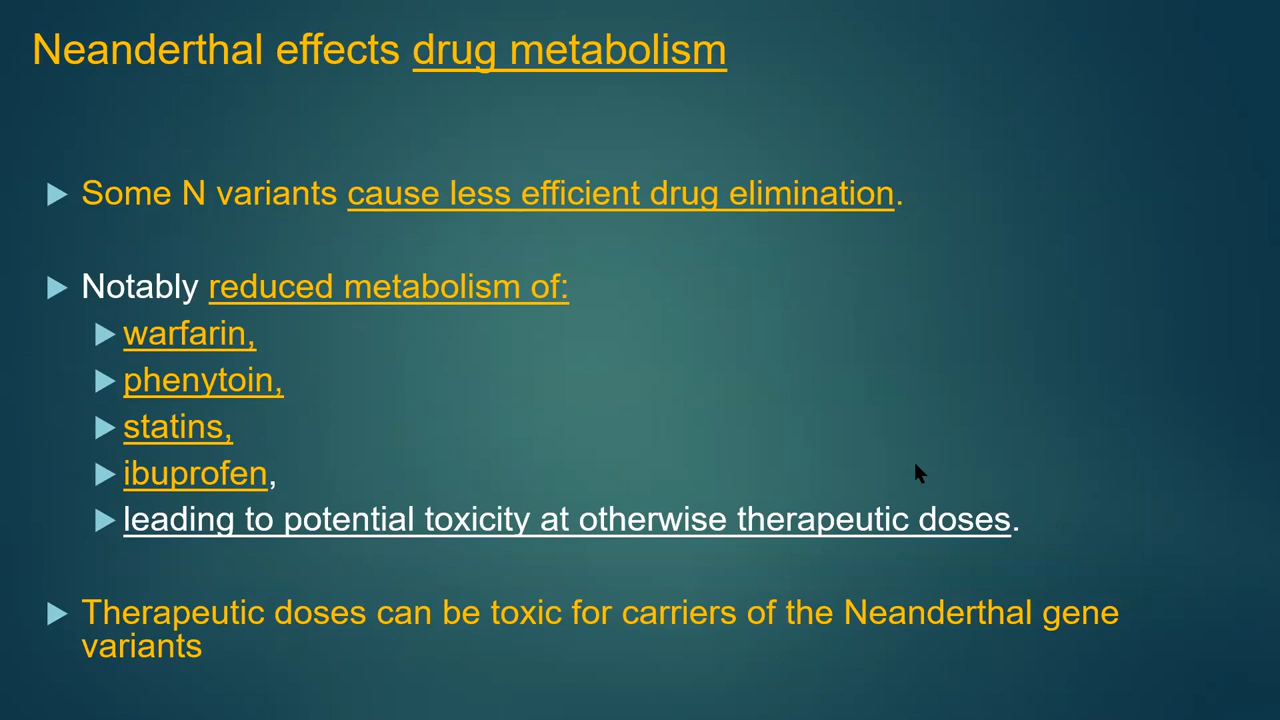 Neanderthal effects drug metabolism
Some N variants cause less efficient drug elimination.
Notably reduced metabolism of:
warfarin,
phenytoin,
statins,
ibuprofen,
leading to potential toxicity at otherwise therapeutic doses.
Therapeutic doses can be toxic for carriers of the Neanderthal gene
variants